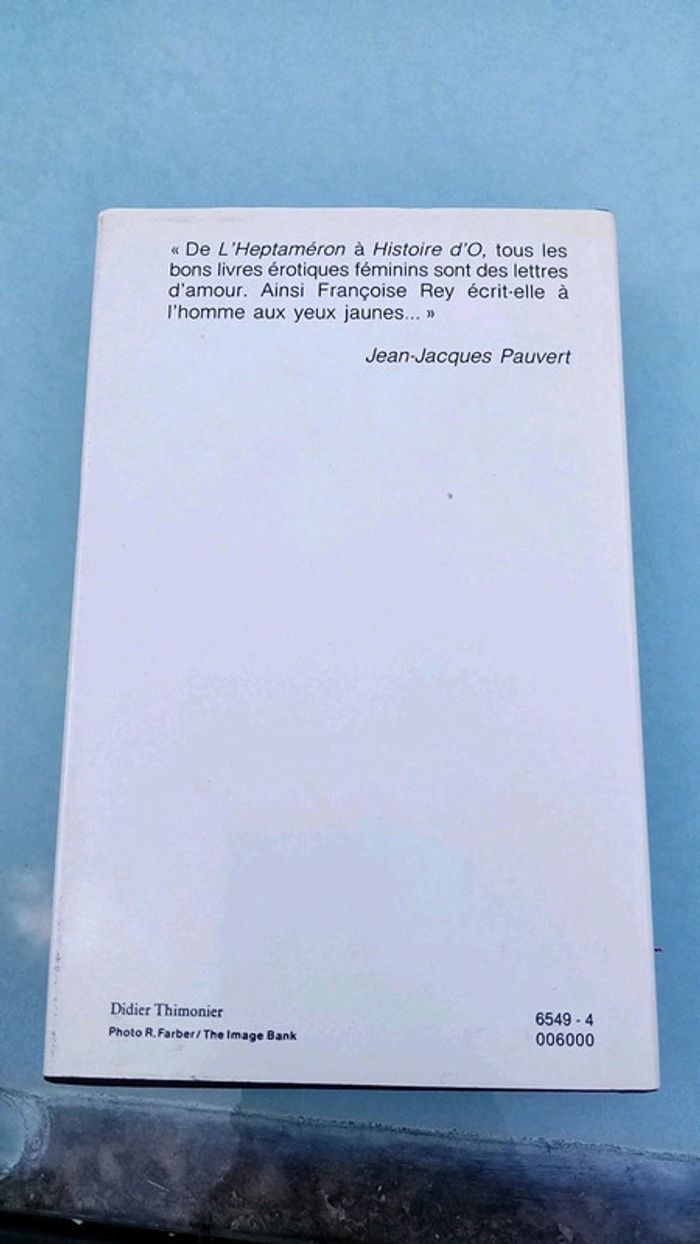 « De L'Heptaméron à Histoire d'O, tous les
bons livres érotiques féminins sont des lettres
d'amour. Ainsi Françoise Rey écrit-elle à
l'homme aux yeux jaunes... »
Jean-Jacques Pauvert
Didier Thimonier
Photo R. Farber / The Image Bank
6549 - 4
006000